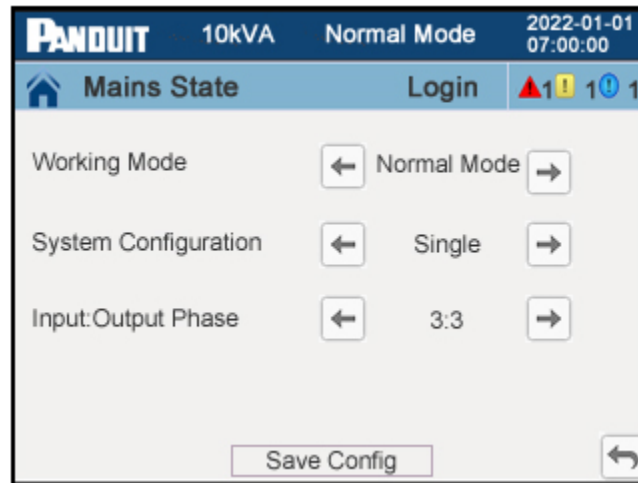 PANDUIT 10kVA Normal Mode 2022-01-01
07:00:00
Mains State Login 1 1 1
Working Mode Normal Mode
System Configuration Single
Input:Output Phase 3:3
Save Config